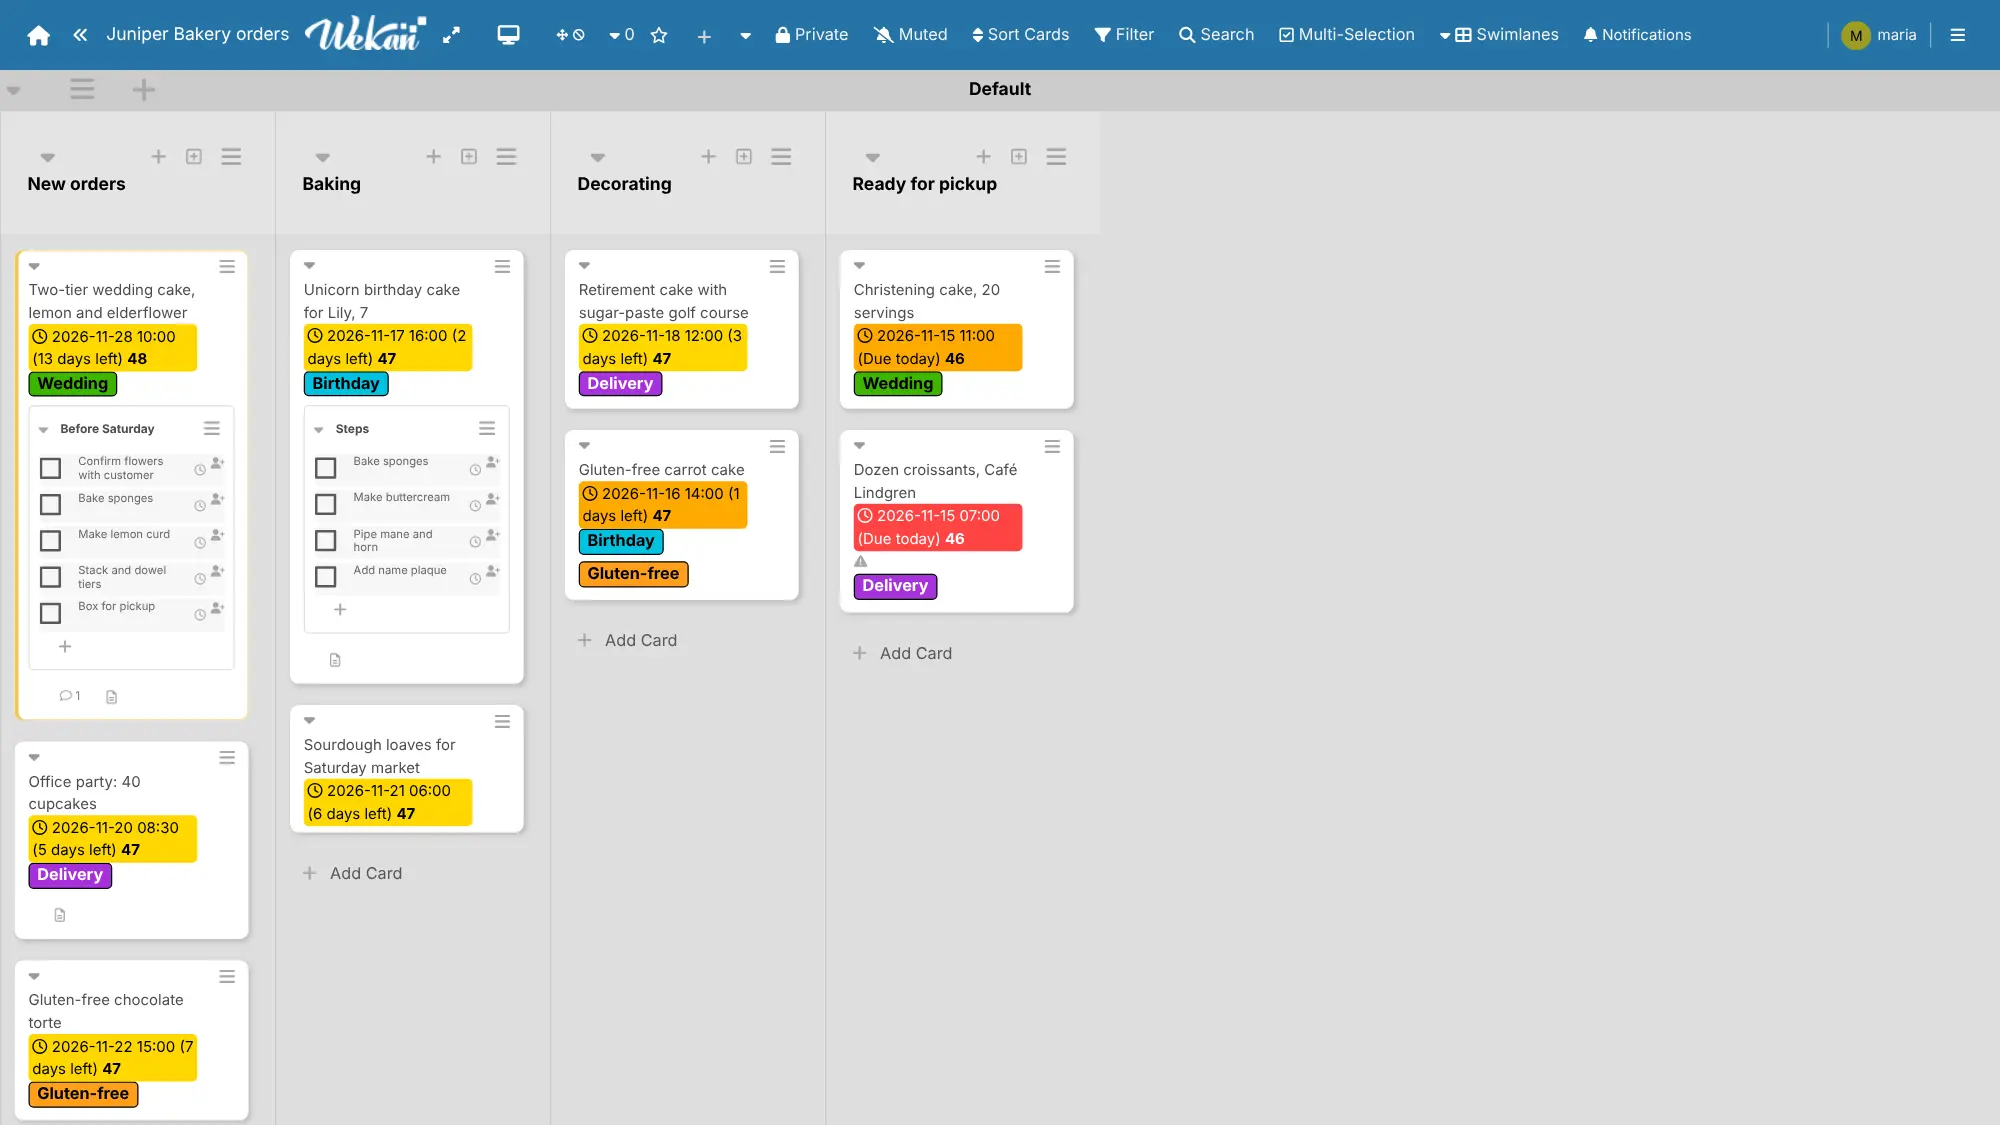 Juniper Bakery orders
WeKan
0
Private
Muted
Sort Cards
Filter
Search
Multi-Selection
Swimlanes
Notifications
M
maria
Default
New orders
Two-tier wedding cake,
lemon and elderflower
2026-11-28 10:00
(13 days left) 48
Wedding
Before Saturday
Confirm flowers
with customer
Bake sponges
Make lemon curd
Stack and dowel
tiers
Box for pickup
1
Office party: 40
cupcakes
2026-11-20 08:30
(5 days left) 47
Delivery
Gluten-free chocolate
torte
2026-11-22 15:00 (7
days left) 47
Gluten-free
Baking
Unicorn birthday cake
for Lily, 7
2026-11-17 16:00 (2
days left) 47
Birthday
Steps
Bake sponges
Make buttercream
Pipe mane and
horn
Add name plaque
Sourdough loaves for
Saturday market
2026-11-21 06:00
(6 days left) 47
Add Card
Decorating
Retirement cake with
sugar-paste golf course
2026-11-18 12:00 (3
days left) 47
Delivery
Gluten-free carrot cake
2026-11-16 14:00 (1
days left) 47
Birthday
Gluten-free
Add Card
Ready for pickup
Christening cake, 20
servings
2026-11-15 11:00
(Due today) 46
Wedding
Dozen croissants, Café
Lindgren
2026-11-15 07:00
(Due today) 46
Delivery
Add Card